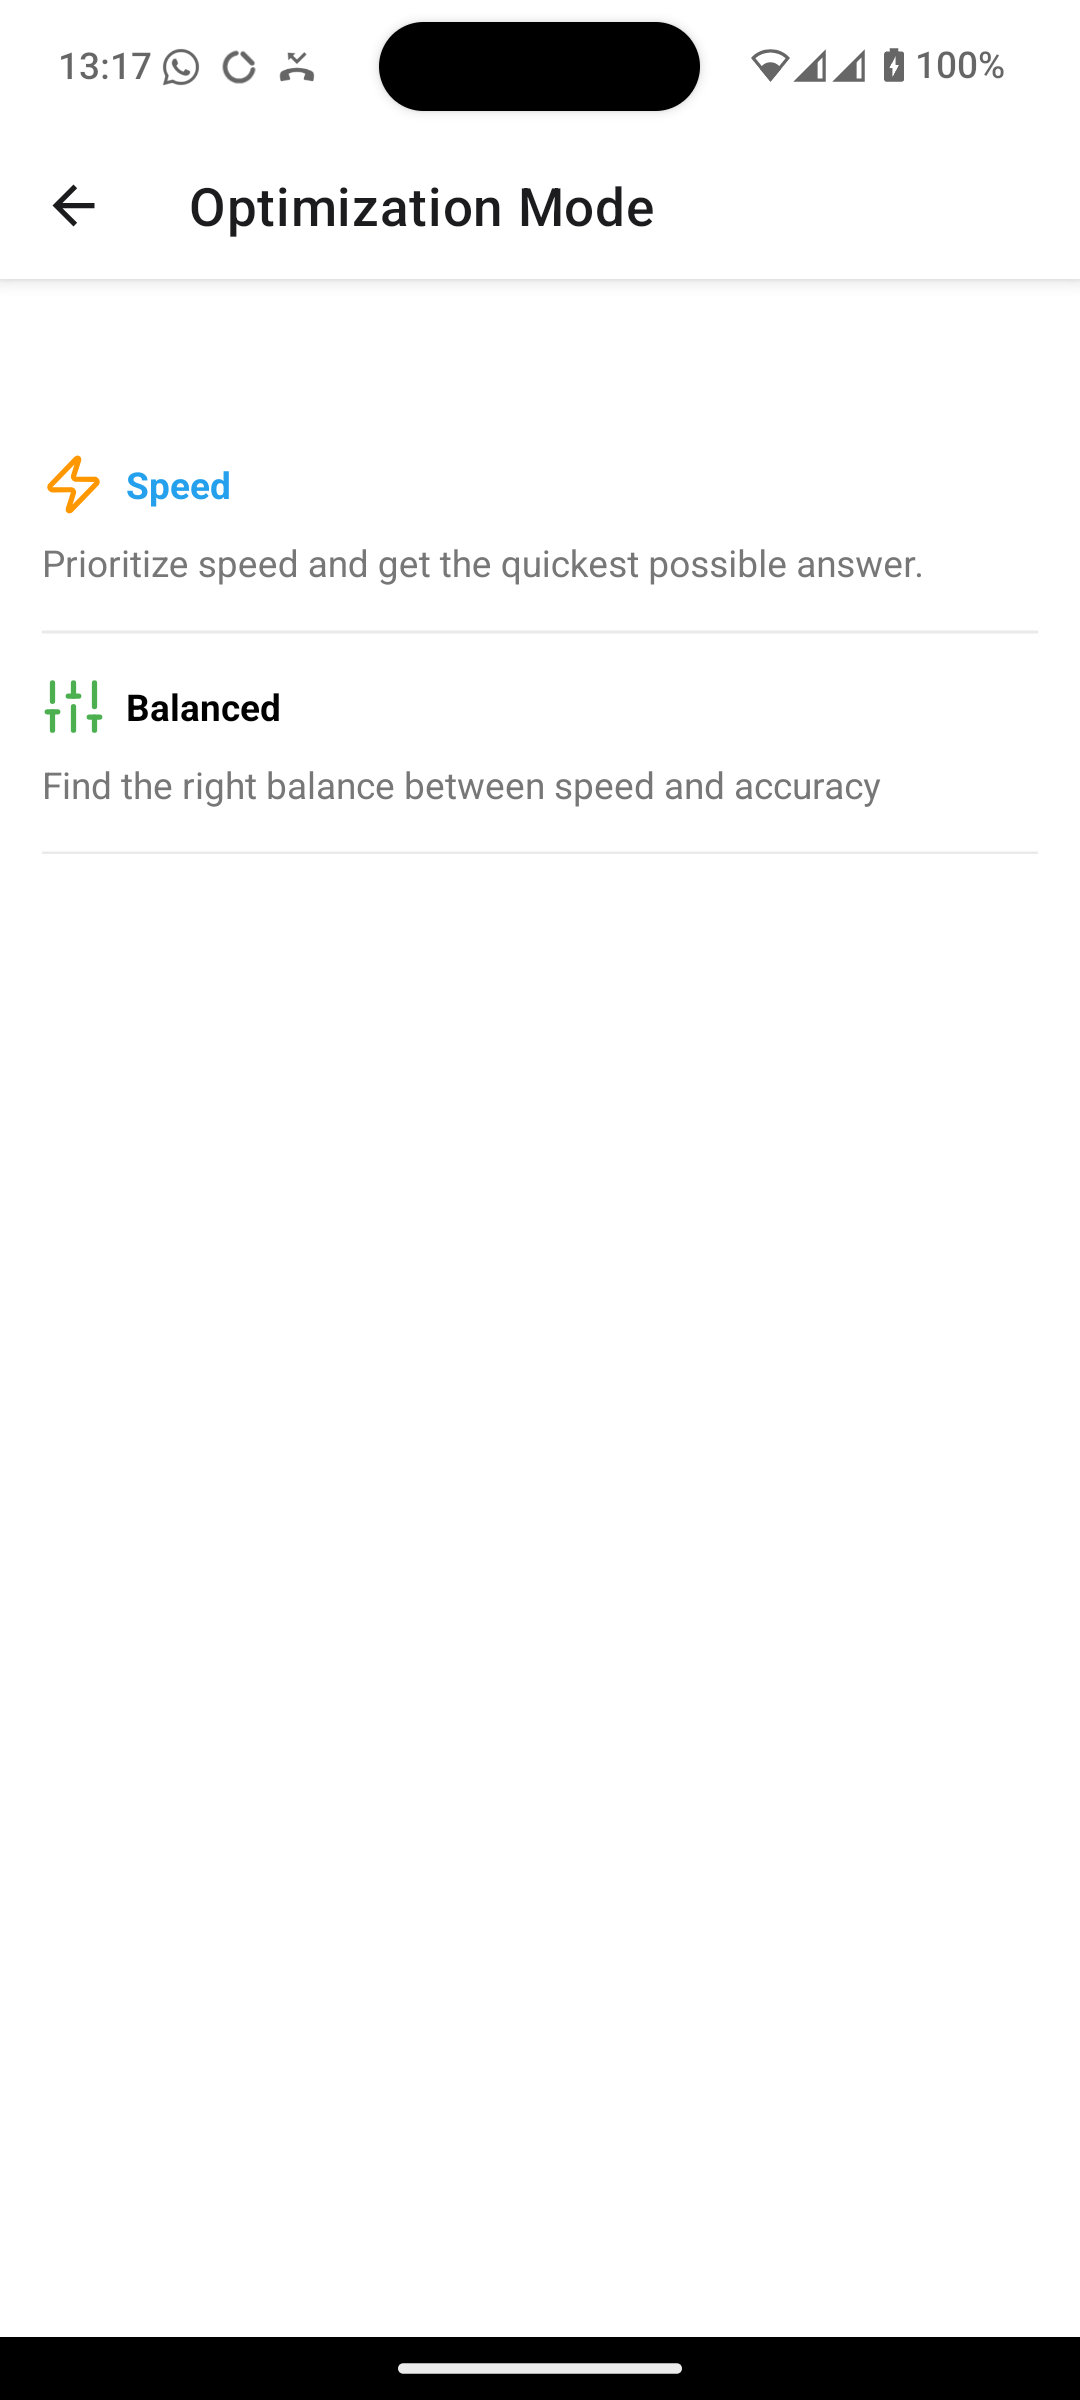 13:17
100%
Optimization Mode
Speed
Prioritize speed and get the quickest possible answer.
Balanced
Find the right balance between speed and accuracy